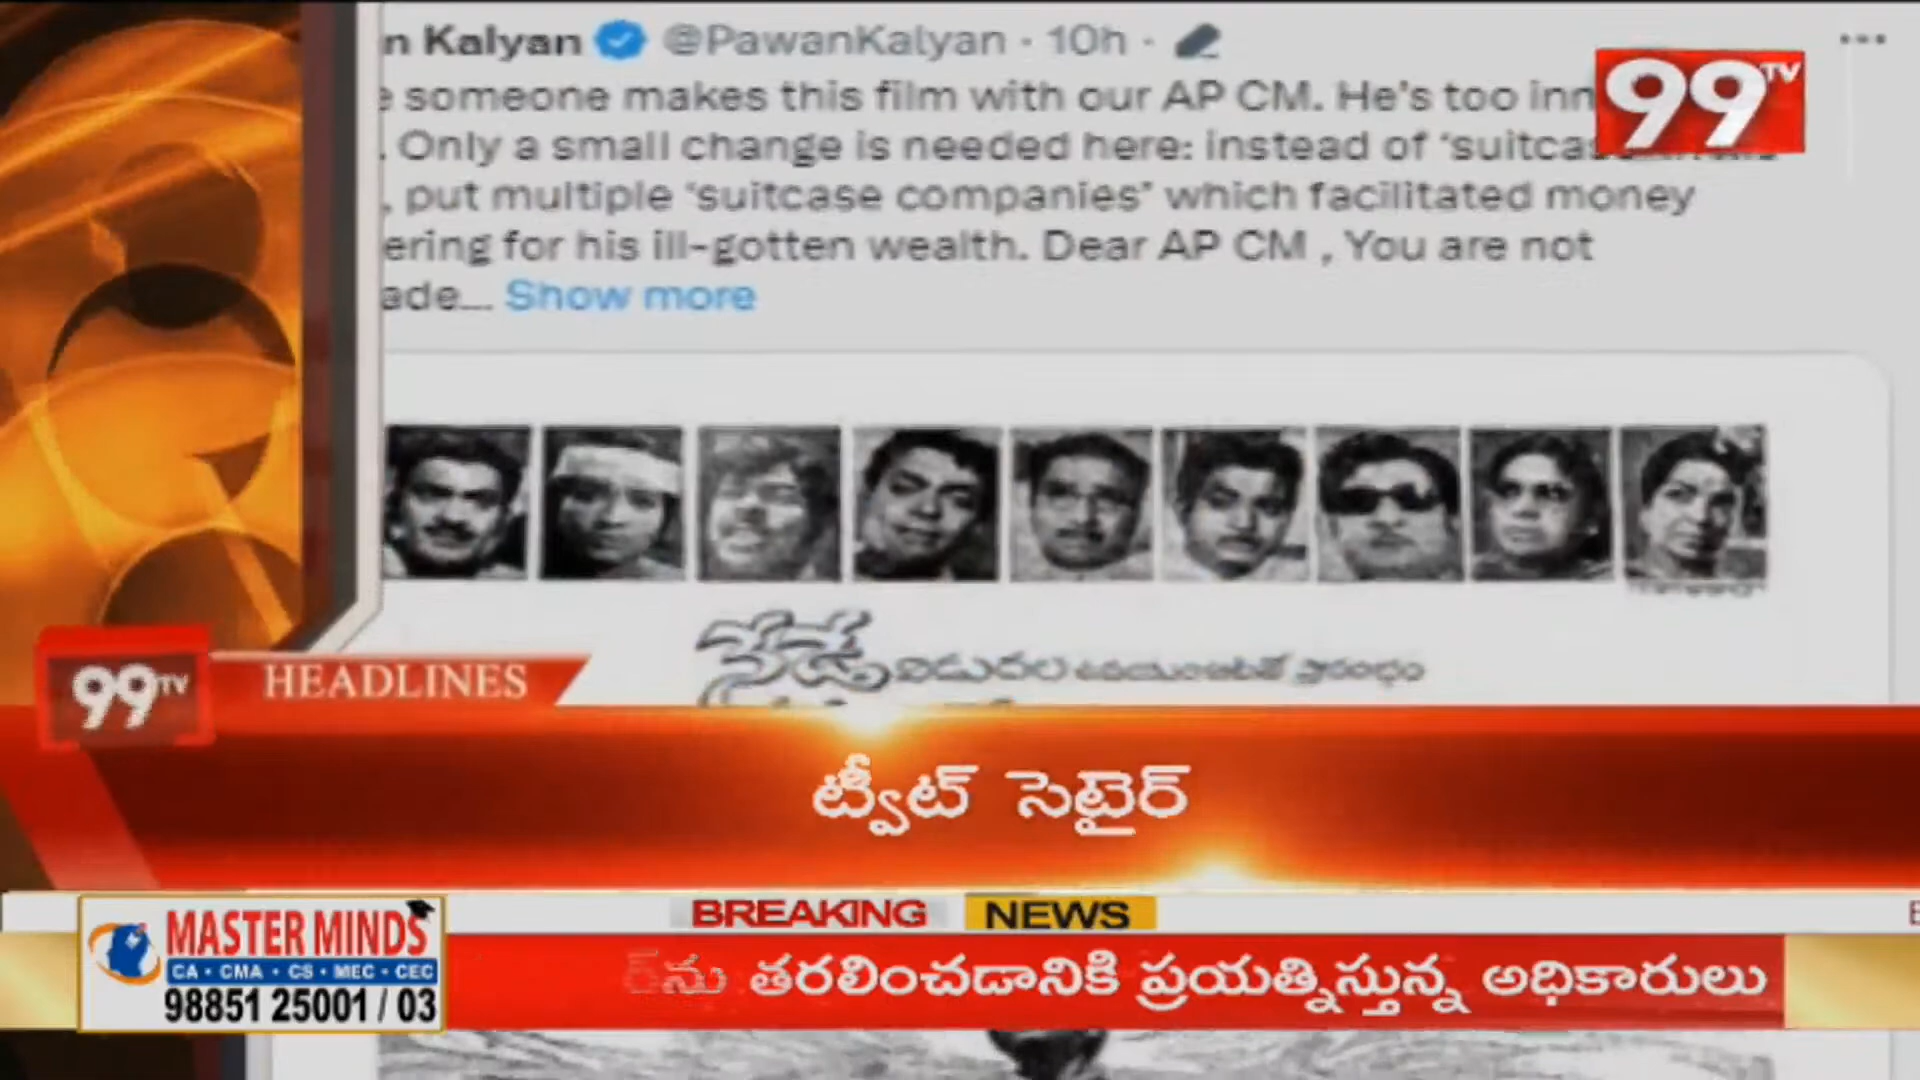 n Kalyan @PawanKalyan · 10h ·
someone makes this film with our AP CM. He's too
99TV
. Only a small change is needed here: instead of
, put multiple 'suitcase companies' which facilitated money
ering for his ill-gotten wealth. Dear AP CM , You are not
ade... Show more
నేడే విడుదల ప్రారంభం
99TV
HEADLINES
ట్వీట్ సెటైర్
BREAKING NEWS
MASTER MINDS
CA • CMA • CS • MEC • CEC
98851 25001 / 03
ను తరలించడానికి ప్రయత్నిస్తున్న అధికారులు